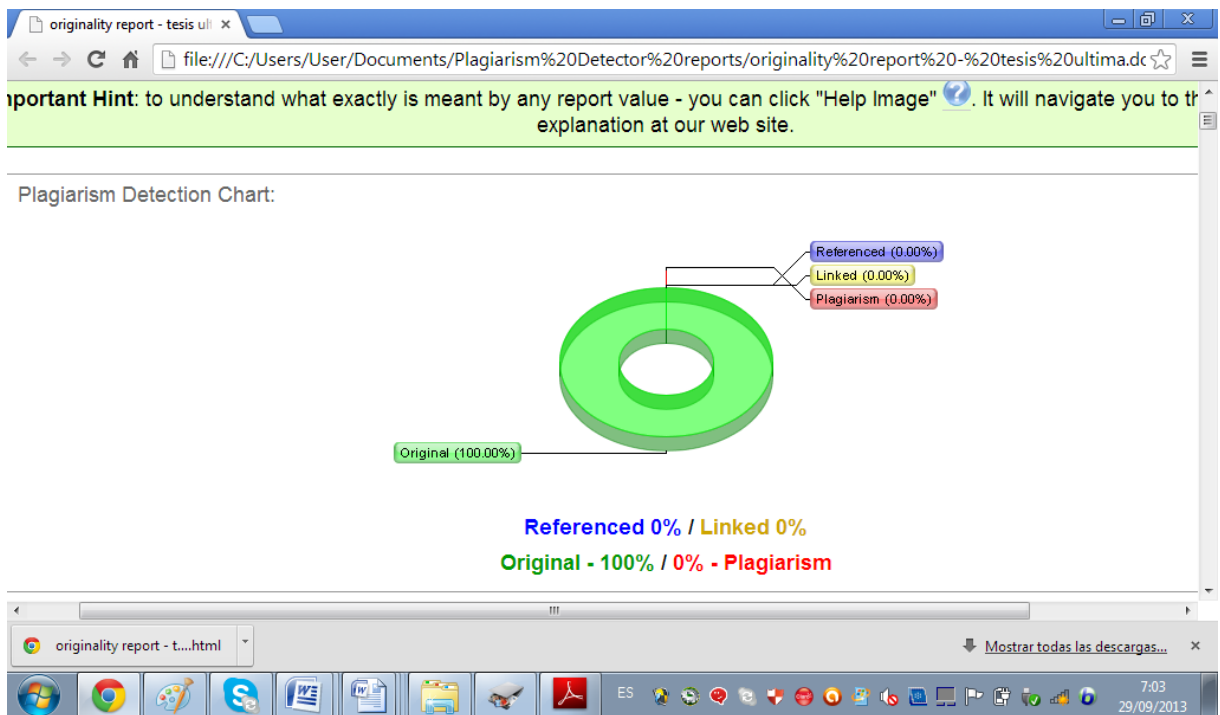 originality report - tesis ult
file:///C:/Users/User/Documents/Plagiarism%20Detector%20reports/originality%20report%20-%20tesis%20ultima.dc
nportant Hint: to understand what exactly is meant by any report value - you can click "Help Image" ?. It will navigate you to th
explanation at our web site.
Plagiarism Detection Chart:
Referenced (0.00%)
Linked (0.00%)
Plagiarism (0.00%)
Original (100.00%)
Referenced 0% / Linked 0%
Original - 100% / 0% - Plagiarism
originality report - t....html
Mostrar todas las descargas...
ES
7:03
29/09/2013